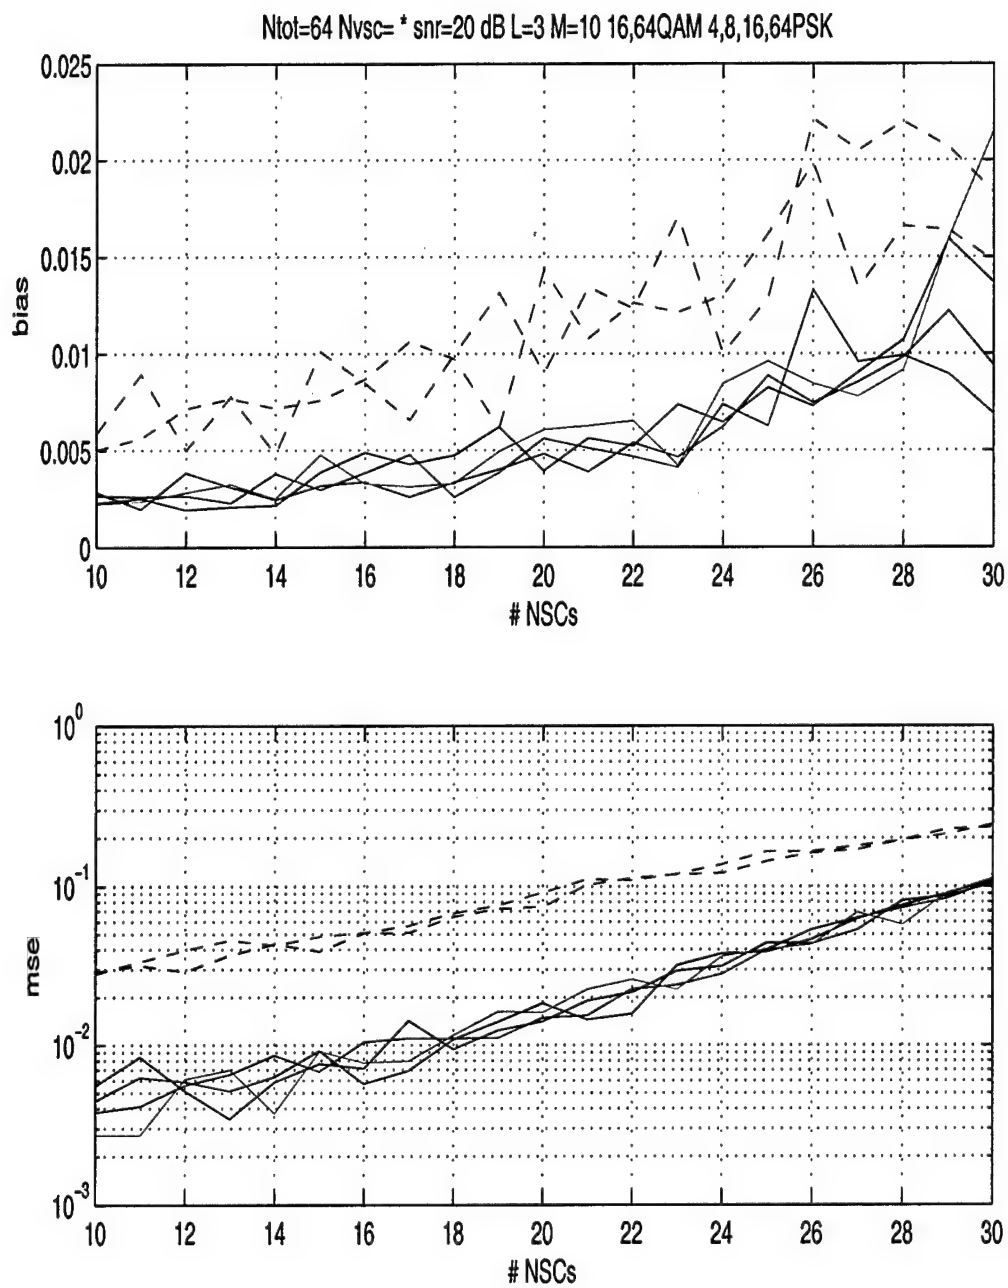 Ntot=64 Nvsc= * snr=20 dB L=3 M=10 16,64QAM 4,8,16,64PSK
0.025
0.02
0.015
0.01
0.005
0
bias
10 12 14 16 18 20 22 24 26 28 30
# NSCs
10^0
10^-1
10^-2
10^-3
mse
10 12 14 16 18 20 22 24 26 28 30
# NSCs